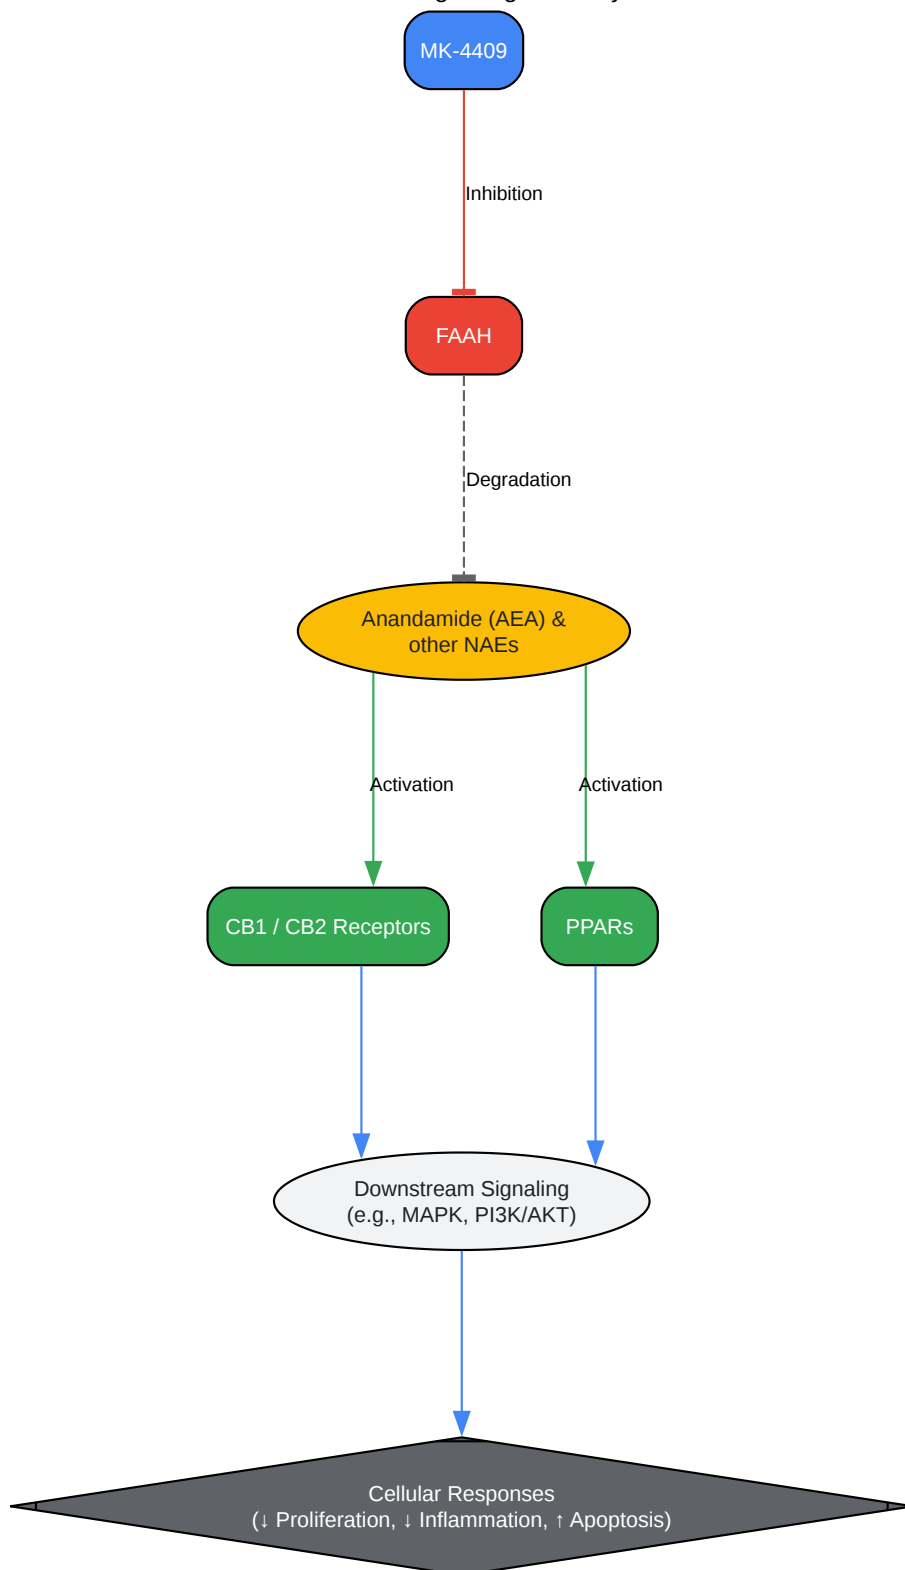 MK-4409
Inhibition
FAAH
Degradation
Anandamide (AEA) &
other NAEs
Activation
Activation
CB1 / CB2 Receptors
PPARs
Downstream Signaling
(e.g., MAPK, PI3K/AKT)
Cellular Responses
(↓ Proliferation, ↓ Inflammation, ↑ Apoptosis)